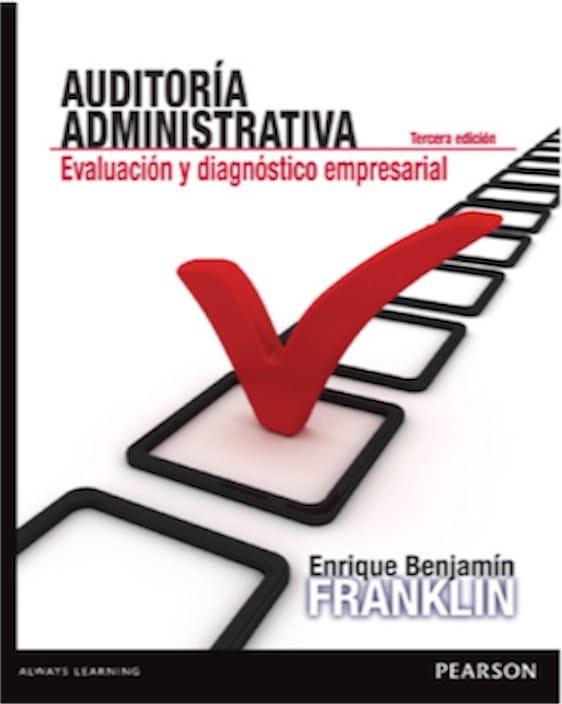 AUDITORÍA
ADMINISTRATIVA
Tercera edición
Evaluación y diagnóstico empresarial
Enrique Benjamín
FRANKLIN
ALWAYS LEARNING
PEARSON